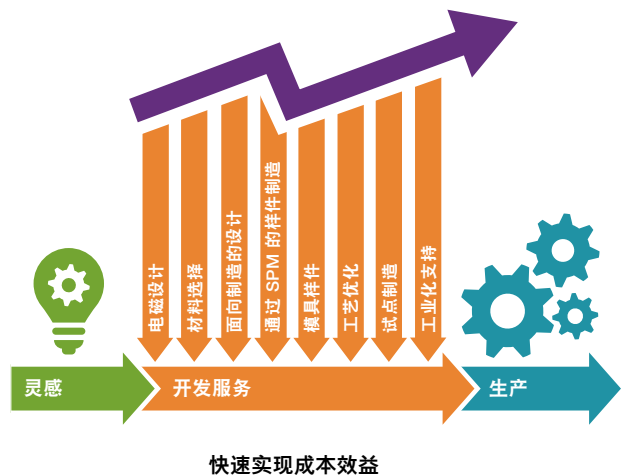 电磁设计
材料选择
面向制造的设计
通过 SPM 的样件制造
模具样件
工艺优化
试点制造
工业化支持
灵感
开发服务
生产
快速实现成本效益